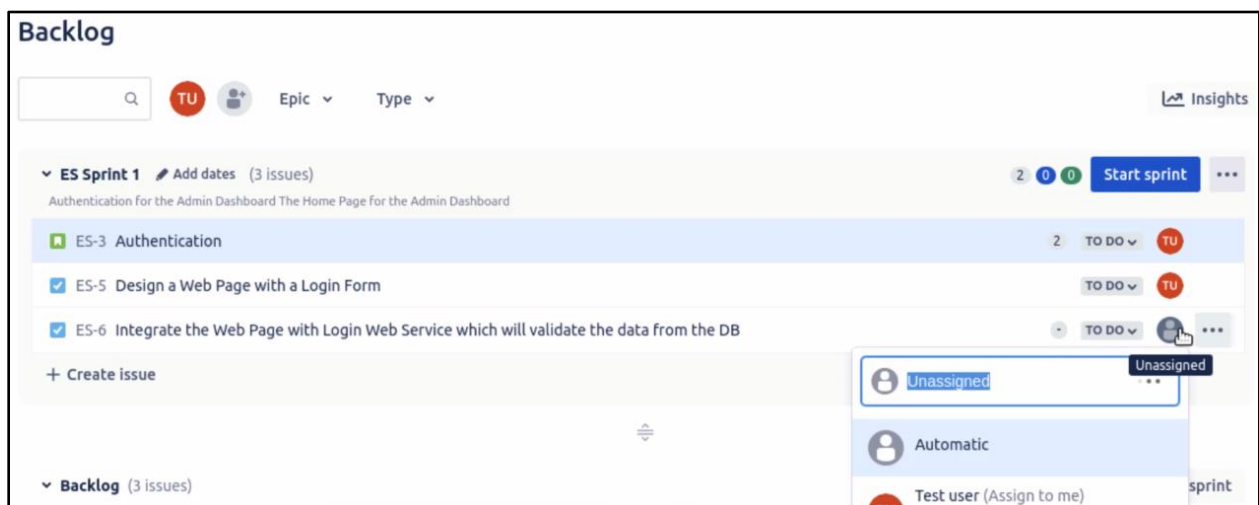 Backlog
TU Epic Type Insights
ES Sprint 1 Add dates (3 issues) 2 0 0 Start sprint
Authentication for the Admin Dashboard The Home Page for the Admin Dashboard
ES-3 Authentication 2 TO DO TU
ES-5 Design a Web Page with a Login Form TO DO TU
ES-6 Integrate the Web Page with Login Web Service which will validate the data from the DB - TO DO
+ Create issue
Unassigned
Unassigned
Automatic
Backlog (3 issues)
sprint
Test user (Assign to me)